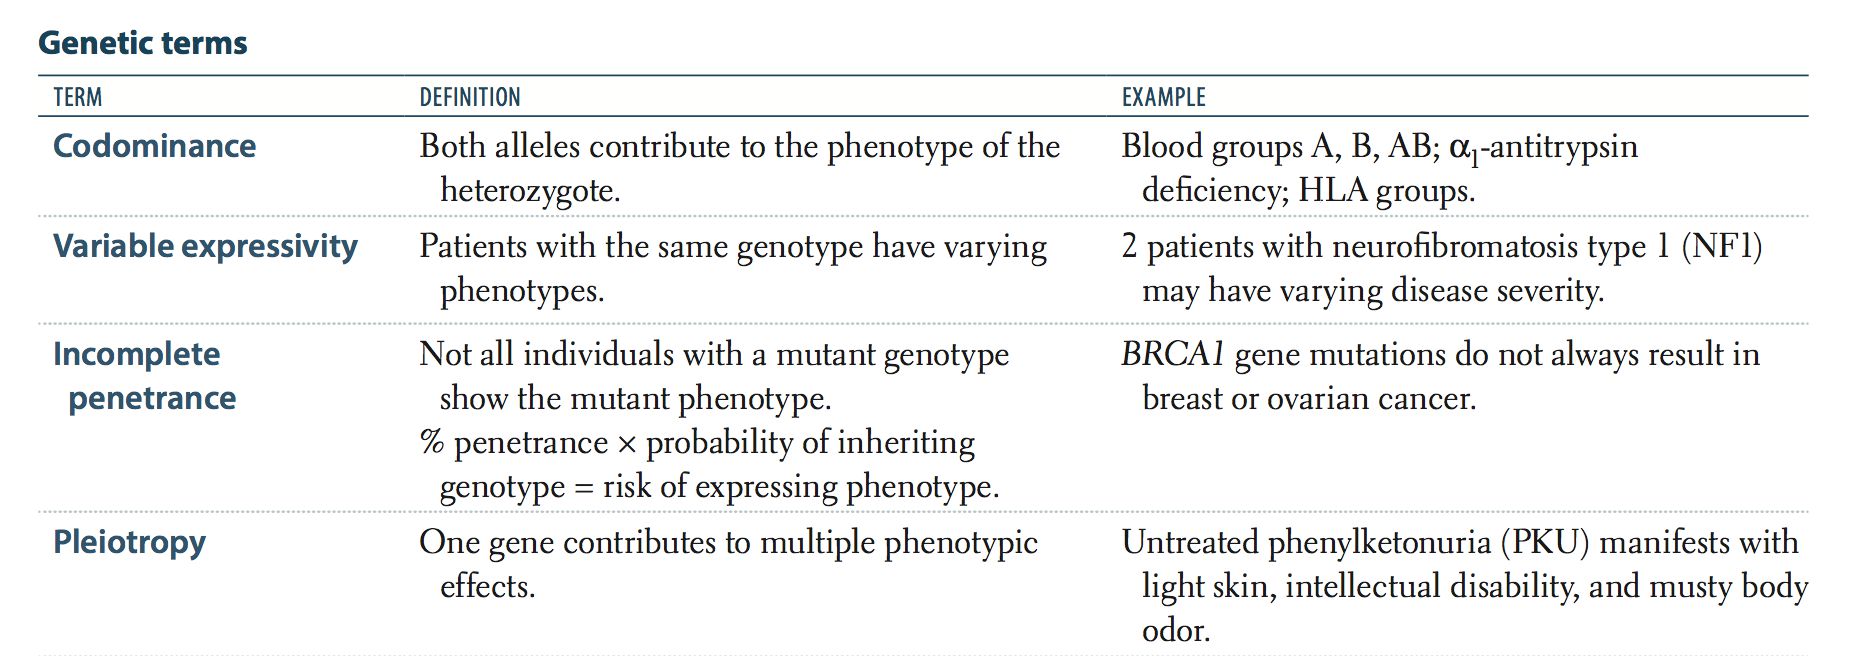 Genetic terms
TERM DEFINITION EXAMPLE
Codominance Both alleles contribute to the phenotype of the Blood groups A, B, AB; α1-antitrypsin
heterozygote. deficiency; HLA groups.
Variable expressivity Patients with the same genotype have varying 2 patients with neurofibromatosis type 1 (NF1)
phenotypes. may have varying disease severity.
Incomplete Not all individuals with a mutant genotype BRCA1 gene mutations do not always result in
penetrance show the mutant phenotype. breast or ovarian cancer.
% penetrance × probability of inheriting
genotype = risk of expressing phenotype.
Pleiotropy One gene contributes to multiple phenotypic Untreated phenylketonuria (PKU) manifests with
effects. light skin, intellectual disability, and musty body
odor.